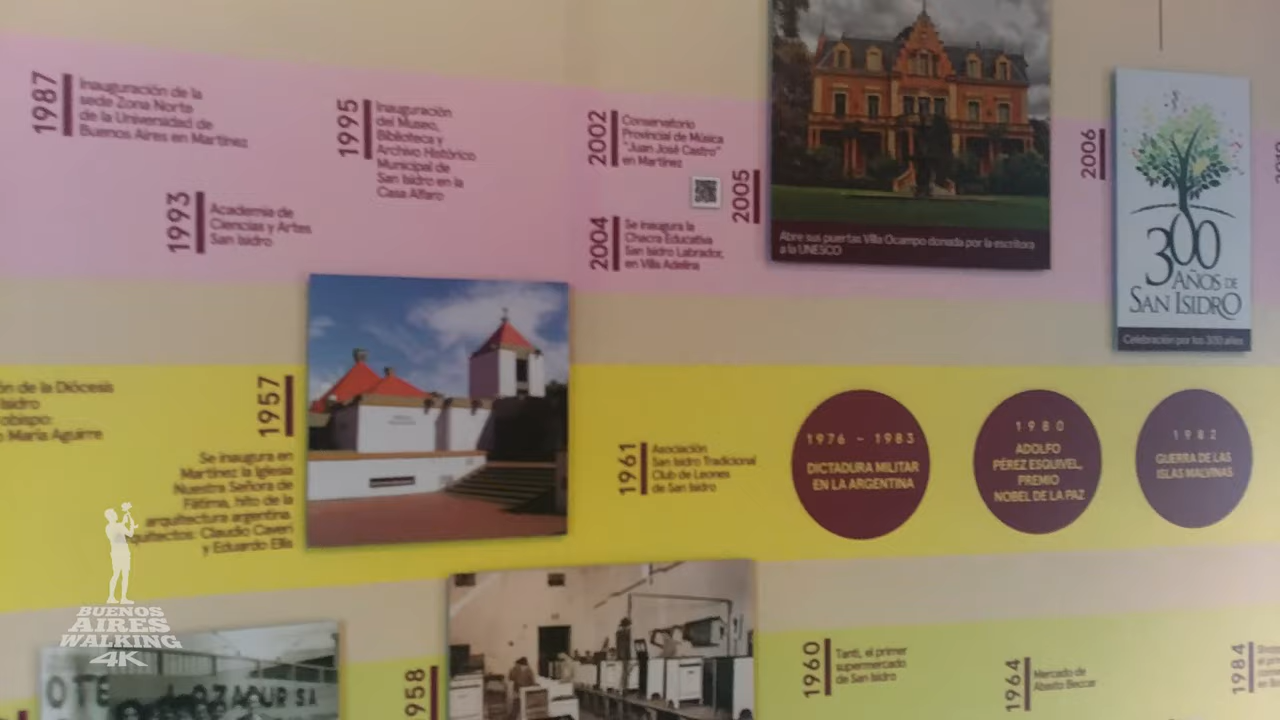 1987
Inauguración de la
sede Zona Norte
de la Universidad de
Buenos Aires en Martínez
1993
Academia de
Ciencias y Artes
San Isidro
1995
Inauguración
del Museo,
Biblioteca y
Archivo Histórico
Municipal de
San Isidro en la
Casa Alfaro
2002
Conservatorio
Provincial de Música
"Juan José Castro"
en Martínez
2004
Se inaugura la
Chacra Educativa
San Isidro Labrador,
en Villa Adelina
2005
Abre sus puertas Villa Ocampo donada por la escritora
a la UNESCO
2006
300
AÑOS DE
SAN ISIDRO
Celebración por los 300 años
de la Diócesis
Isidro
obispo:
María Aguirre
1957
Se inaugura en
Martínez la Iglesia
Nuestra Señora de
Fátima, hito de la
arquitectura argentina.
Claudio Caveri
y Eduardo Ellis
1961
Asociación
San Isidro Tradicional
Club de Leones
de San Isidro
1976 - 1983
DICTADURA MILITAR
EN LA ARGENTINA
1980
ADOLFO
PÉREZ ESQUIVEL,
PREMIO
NOBEL DE LA PAZ
1982
GUERRA DE LAS
ISLAS MALVINAS
BUENOS
AIRES
WALKING
4K
SA
1958
1960
Tanti, el primer
supermercado
de San Isidro
1964
Mercado de
Abasto Beccar
1984